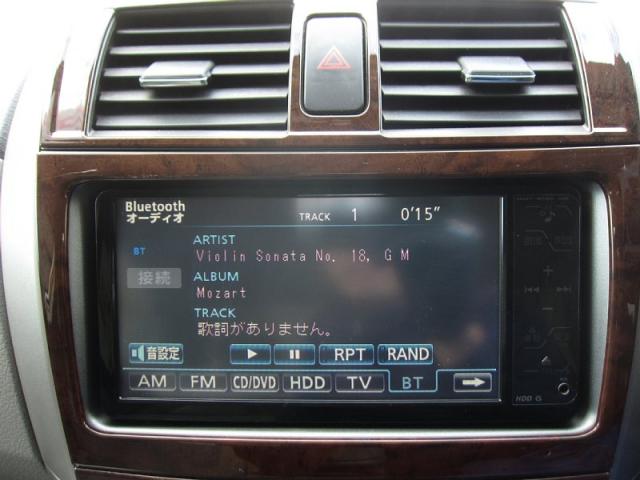 Bluetooth
オーディオ
TRACK 1 0'15"
BT
接続
ARTIST
Violin Sonata No. 18, G M
ALBUM
Mozart
TRACK
歌詞がありません。
音設定
RPT
RAND
AM
FM
CD/DVD
HDD
TV
BT
HDD